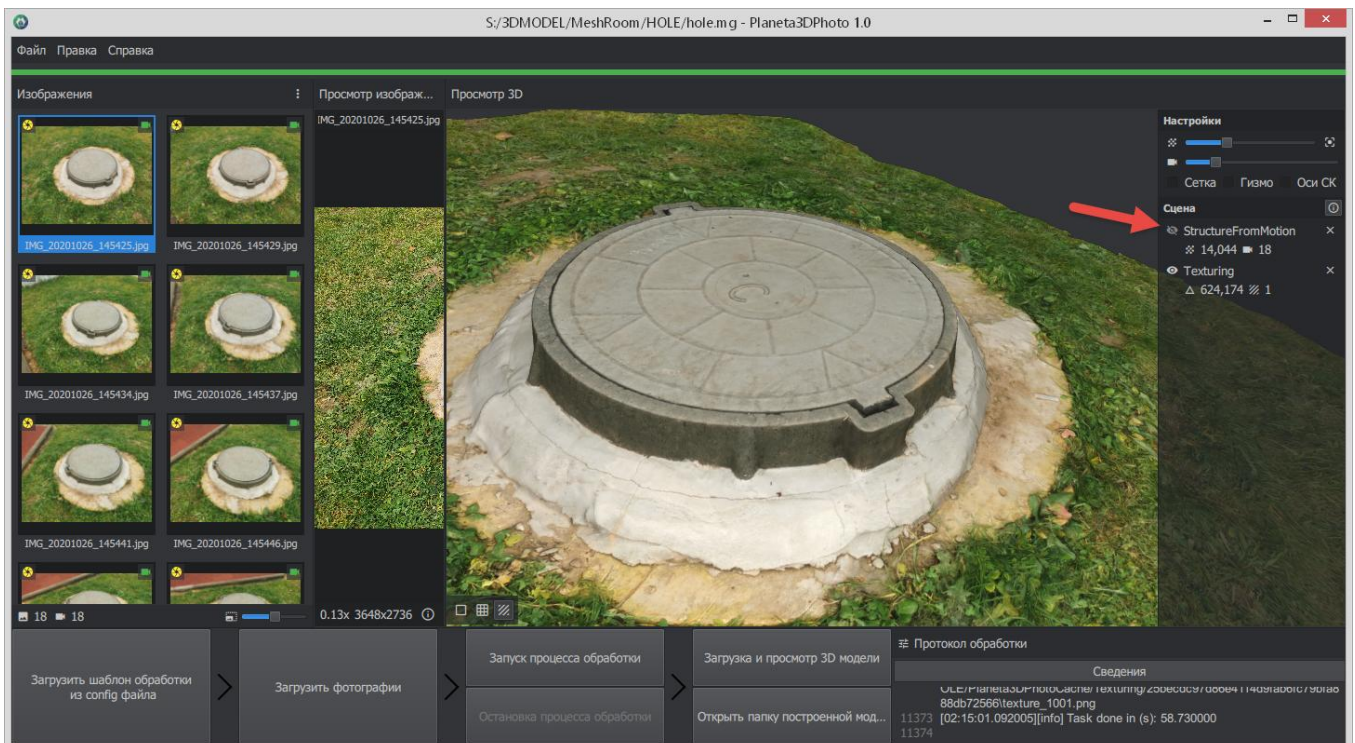 S:/3DMODEL/MeshRoom/HOLE/hole.mg - Planeta3DPhoto 1.0
Файл Правка Справка
Изображения
Просмотр изображ...
Просмотр 3D
IMG_20201026_145425.jpg
IMG_20201026_145429.jpg
IMG_20201026_145434.jpg
IMG_20201026_145437.jpg
IMG_20201026_145441.jpg
IMG_20201026_145446.jpg
18 18
MG_20201026_145425.jpg
0.13x 3648x2736
Настройки
Сетка Гизмо Оси СК
Сцена
StructureFromMotion
14,044 18
Texturing
624,174 1
Загрузить шаблон обработки
из config файла
Загрузить фотографии
Запуск процесса обработки
Остановка процесса обработки
Загрузка и просмотр 3D модели
Открыть папку построенной мод...
Протокол обработки
Сведения
88db72566\texture_1001.png
11373 [02:15:01.092005][info] Task done in (s): 58.730000
11374